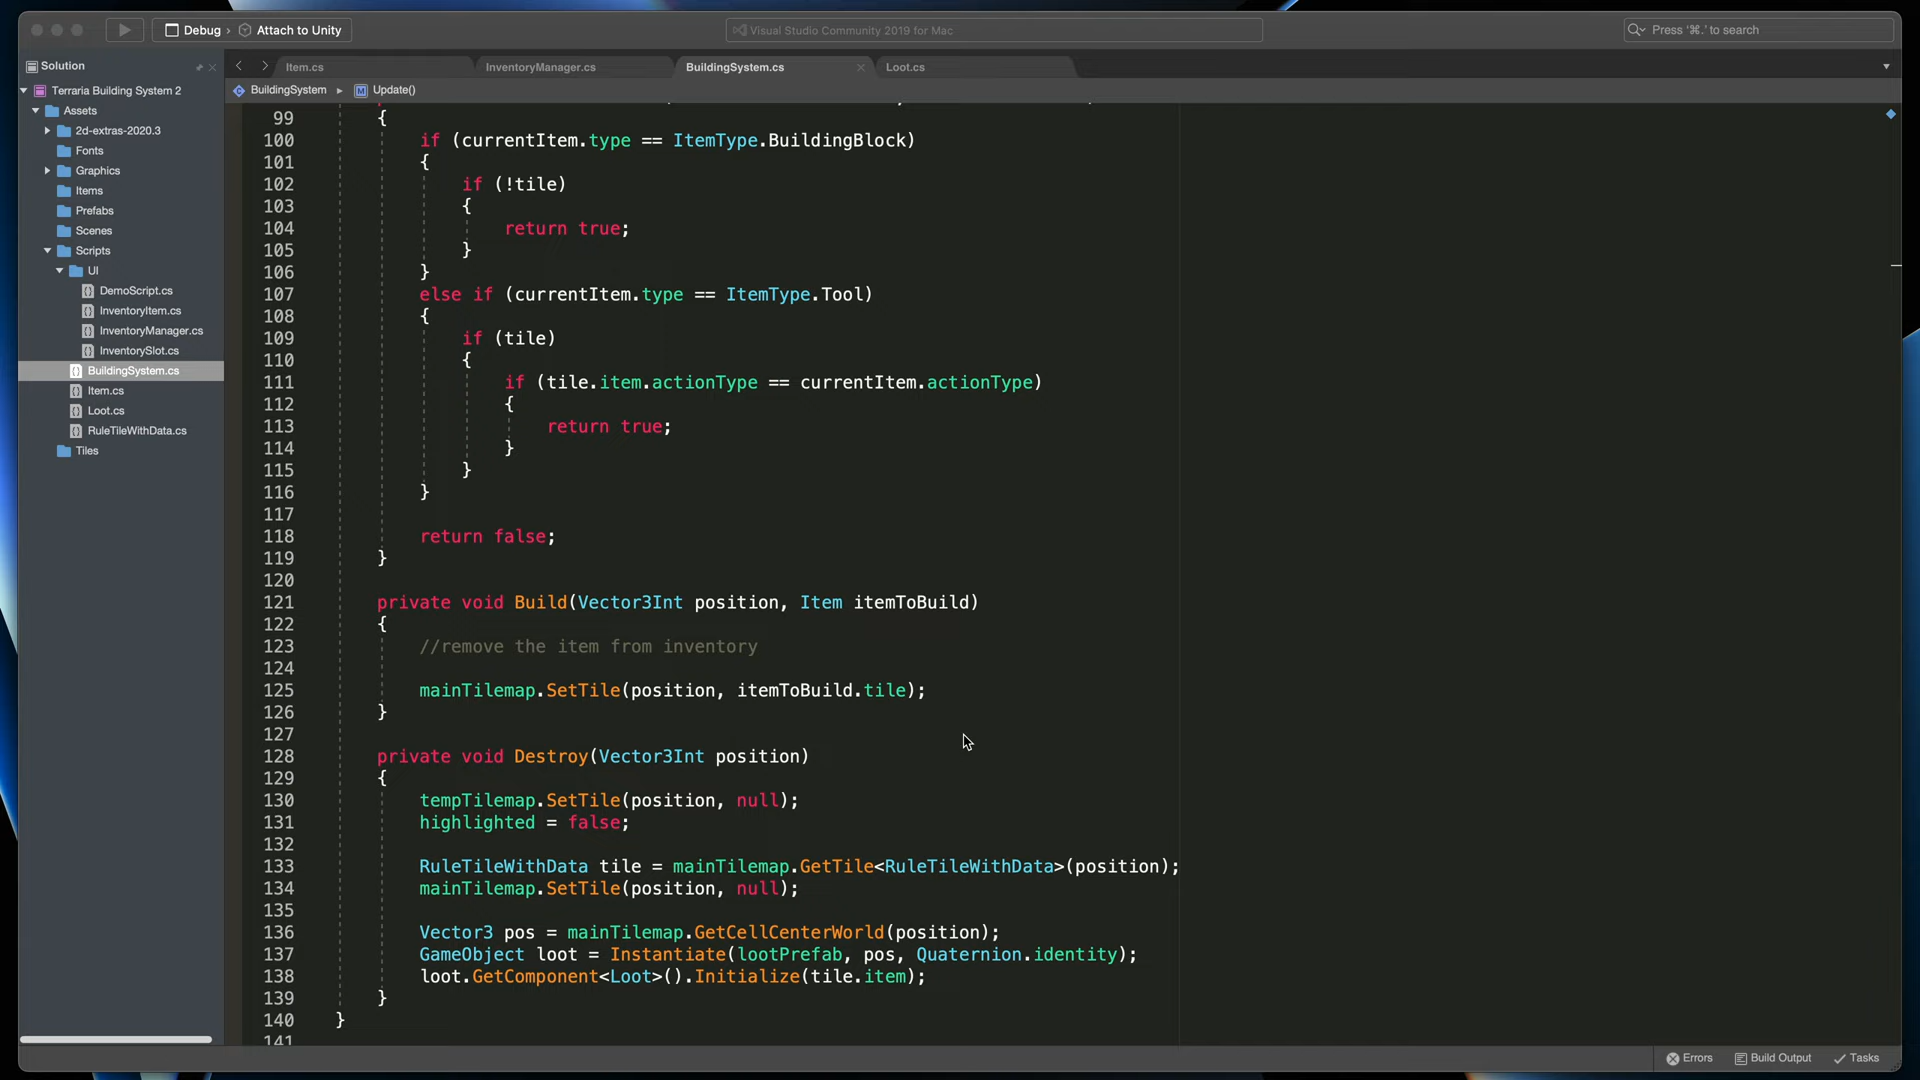 Debug › Attach to Unity
Visual Studio Community 2019 for Mac
Press '⌘.' to search
Solution
Item.cs
InventoryManager.cs
BuildingSystem.cs
Loot.cs
BuildingSystem
Update()
Terraria Building System 2
Assets
2d-extras-2020.3
Fonts
Graphics
Items
Prefabs
Scenes
Scripts
UI
DemoScript.cs
InventoryItem.cs
InventoryManager.cs
InventorySlot.cs
BuildingSystem.cs
Item.cs
Loot.cs
RuleTileWithData.cs
Tiles
99 {
100 if (currentItem.type == ItemType.BuildingBlock)
101 {
102 if (!tile)
103 {
104 return true;
105 }
106 }
107 else if (currentItem.type == ItemType.Tool)
108 {
109 if (tile)
110 {
111 if (tile.item.actionType == currentItem.actionType)
112 {
113 return true;
114 }
115 }
116 }
117
118 return false;
119 }
120
121 private void Build(Vector3Int position, Item itemToBuild)
122 {
123 //remove the item from inventory
124
125 mainTilemap.SetTile(position, itemToBuild.tile);
126 }
127
128 private void Destroy(Vector3Int position)
129 {
130 tempTilemap.SetTile(position, null);
131 highlighted = false;
132
133 RuleTileWithData tile = mainTilemap.GetTile<RuleTileWithData>(position);
134 mainTilemap.SetTile(position, null);
135
136 Vector3 pos = mainTilemap.GetCellCenterWorld(position);
137 GameObject loot = Instantiate(lootPrefab, pos, Quaternion.identity);
138 loot.GetComponent<Loot>().Initialize(tile.item);
139 }
140 }
141
Errors
Build Output
Tasks